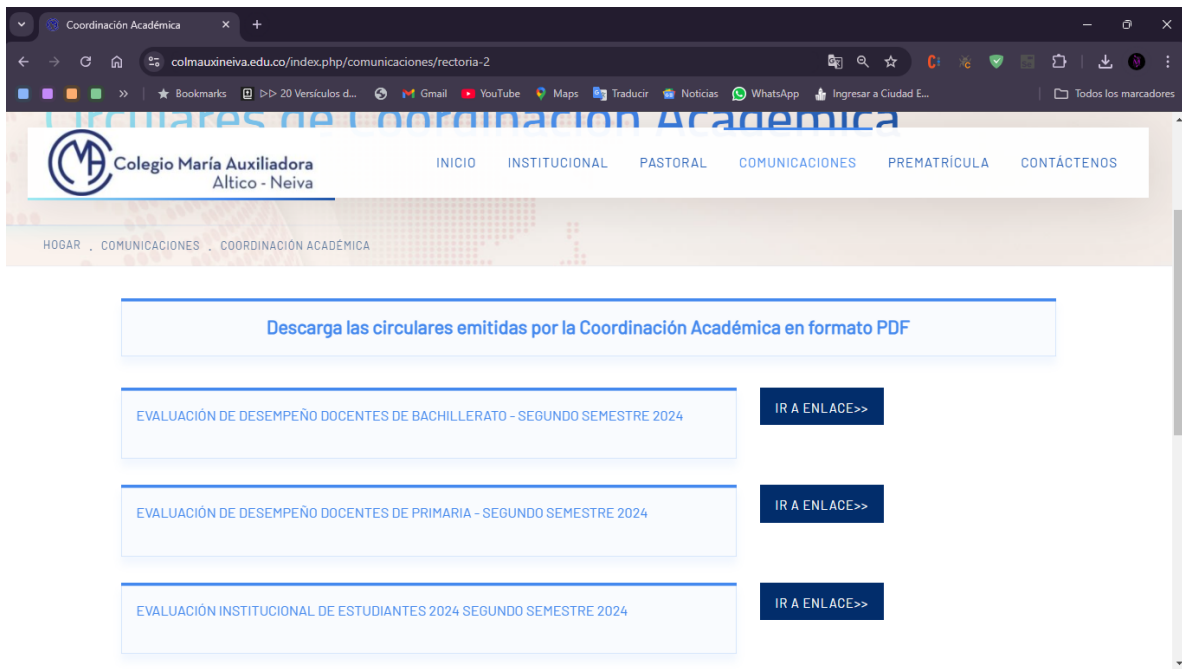 Coordinación Académica
colmauxineiva.edu.co/index.php/comunicaciones/rectoria-2
Bookmarks
▷▷ 20 Versículos d...
Gmail
YouTube
Maps
Traducir
Noticias
WhatsApp
Ingresar a Ciudad E...
Todos los marcadores
Circulares de Coordinación Académica
Colegio María Auxiliadora
Altico - Neiva
INICIO
INSTITUCIONAL
PASTORAL
COMUNICACIONES
PREMATRÍCULA
CONTÁCTENOS
HOGAR . COMUNICACIONES . COORDINACIÓN ACADÉMICA
Descarga las circulares emitidas por la Coordinación Académica en formato PDF
EVALUACIÓN DE DESEMPEÑO DOCENTES DE BACHILLERATO - SEGUNDO SEMESTRE 2024
IR A ENLACE>>
EVALUACIÓN DE DESEMPEÑO DOCENTES DE PRIMARIA - SEGUNDO SEMESTRE 2024
IR A ENLACE>>
EVALUACIÓN INSTITUCIONAL DE ESTUDIANTES 2024 SEGUNDO SEMESTRE 2024
IR A ENLACE>>